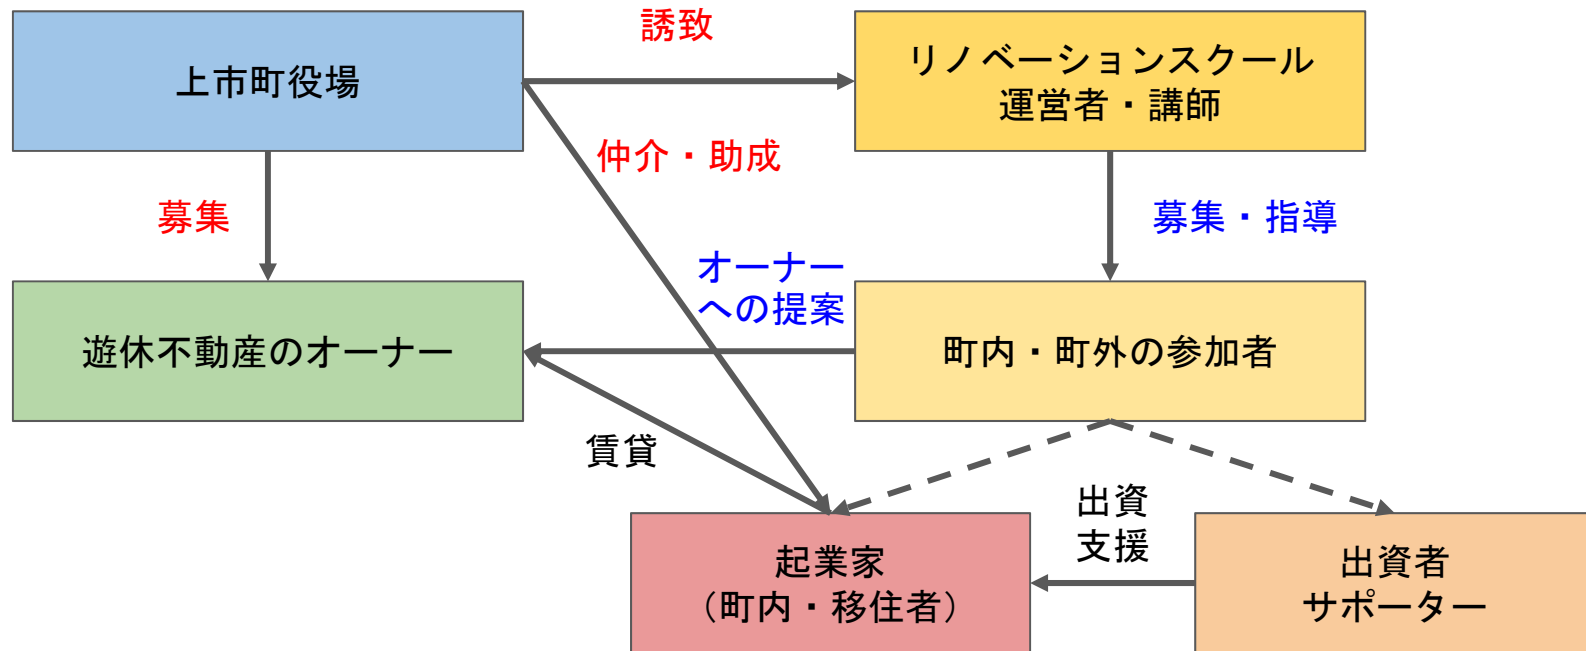 誘致
上市町役場
リノベーションスクール
運営者・講師
仲介・助成
募集
募集・指導
オーナー
への提案
遊休不動産のオーナー
町内・町外の参加者
賃貸
出資
支援
起業家
（町内・移住者）
出資者
サポーター